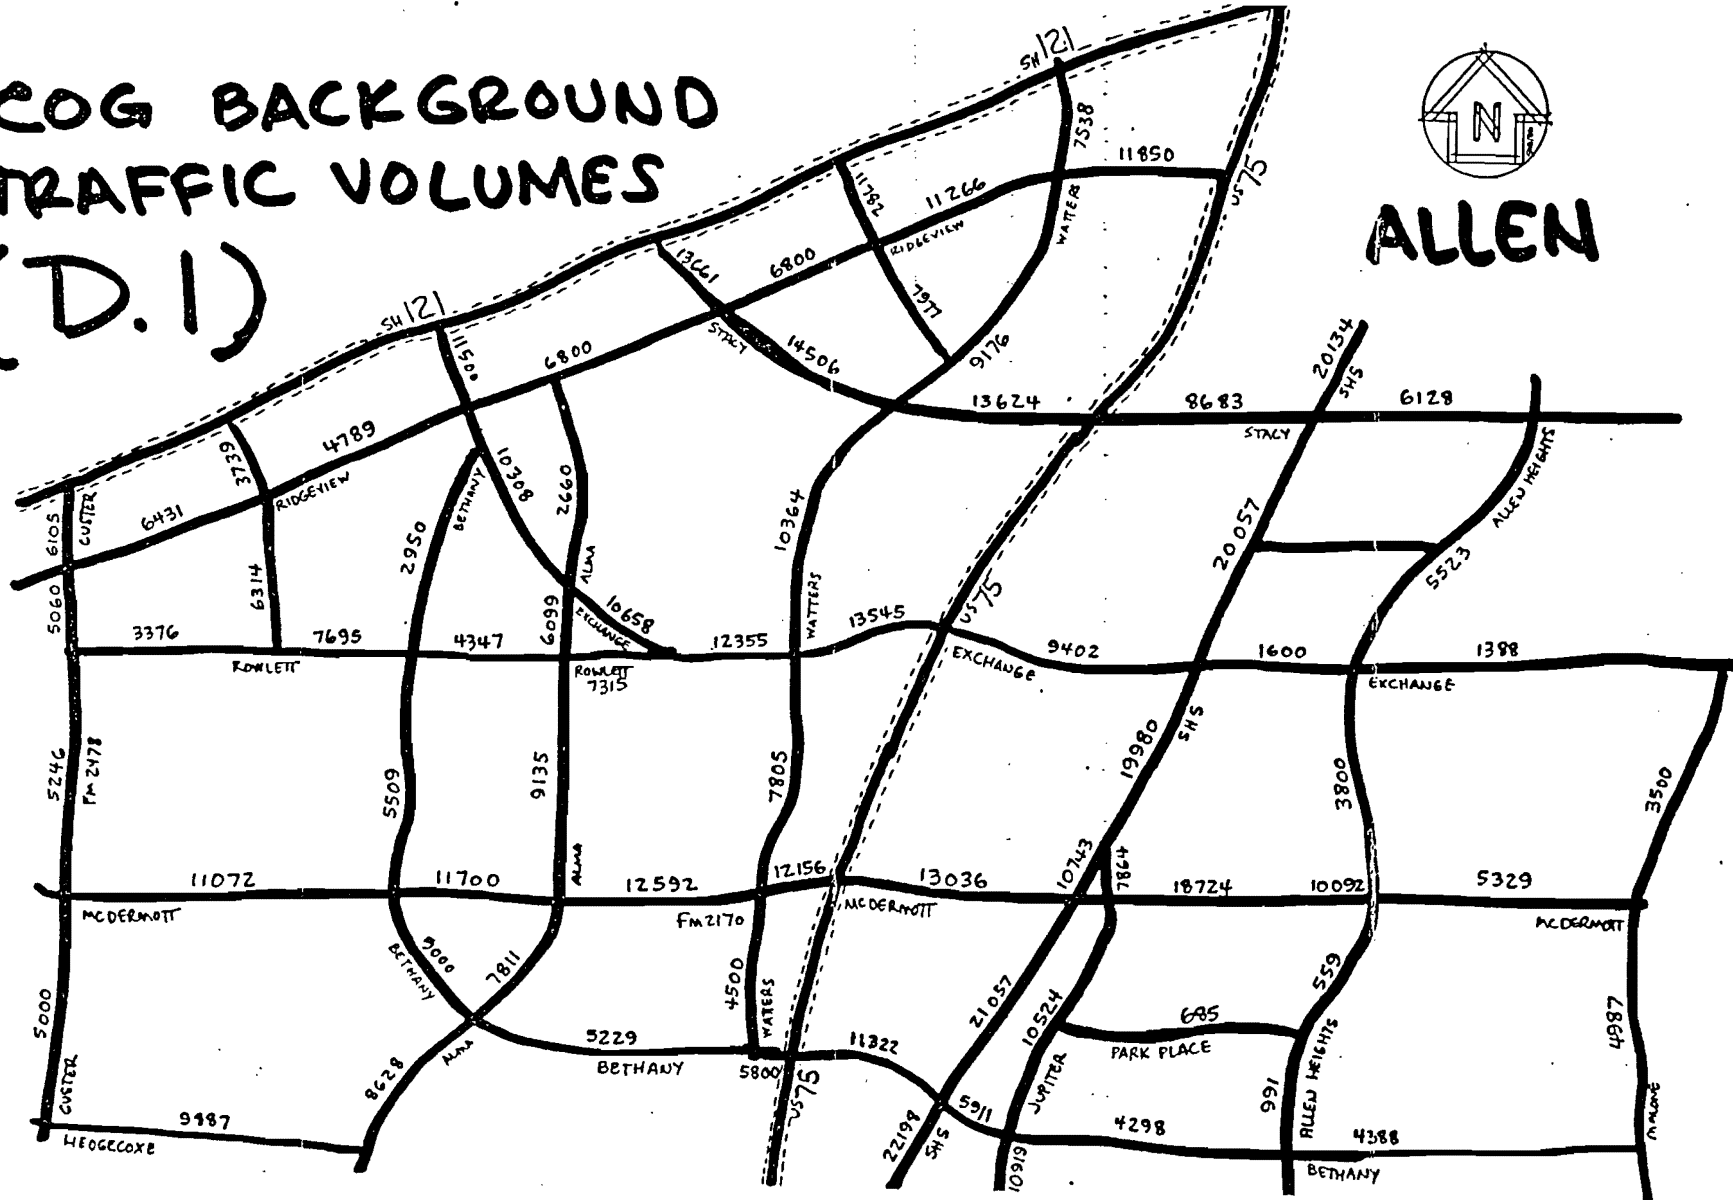 COG BACKGROUND
TRAFFIC VOLUMES
(D.1)
N
ALLEN
SH 121
7538
11850
US 75
WATTERS
11782
11266
RIDGEVIEW
13661
6800
7977
STACY
14506
9176
SH 121
11500
6800
13624
8683
20134
SHS
6128
STACY
ALLEN HEIGHTS
3739
4789
RIDGEVIEW
CUSTER
6105
6431
BETHANY
10308
2660
2950
10364
20057
5523
5060
6314
ALMA
6099
EXCHANGE
10658
WATTERS
13545
US 75
3376
7695
4347
12355
9402
1600
1388
ROWLETT
ROWLETT
7315
EXCHANGE
EXCHANGE
5246
FM 2478
5509
9135
7805
19980
SHS
3800
3500
11072
11700
ALMA
12592
12156
13036
10743
7864
18724
10092
5329
MCDERMOTT
FM 2170
MCDERMOTT
MCDERMOTT
BETHANY
7811
4500
WATERS
21057
10524
559
4987
5000
695
PARK PLACE
5229
BETHANY
5800
US 75
11322
ALMA
8628
CUSTER
JUPITER
ALLEN HEIGHTS
991
9987
HEDGECOXE
22198
SHS
5911
10919
4298
4388
BETHANY
MALONE